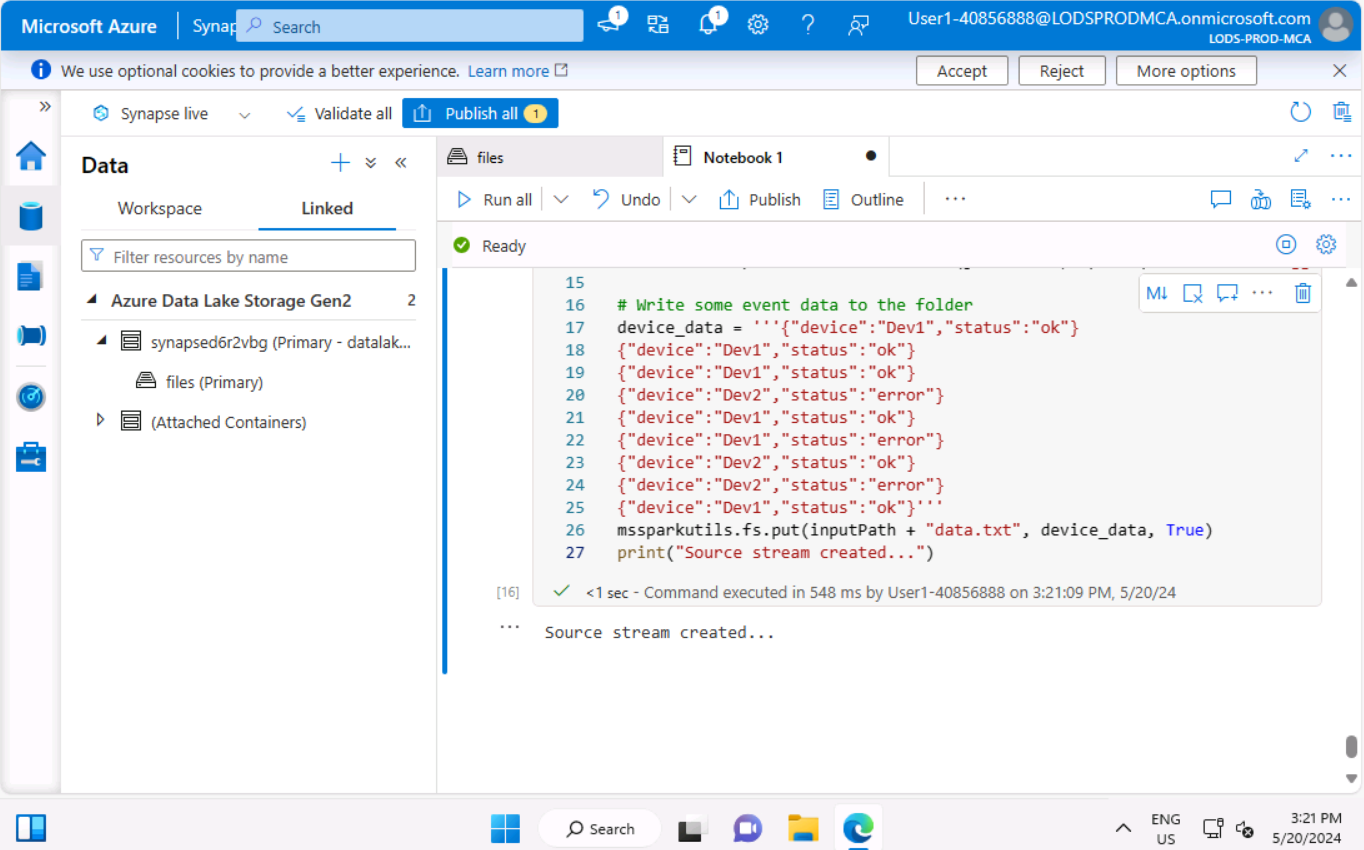 Microsoft Azure
Synap
Search
1
1
User1-40856888@LODSPRODMCA.onmicrosoft.com
LODS-PROD-MCA
We use optional cookies to provide a better experience. Learn more
Accept
Reject
More options
Synapse live
Validate all
Publish all 1
Data
Workspace
Linked
Filter resources by name
Azure Data Lake Storage Gen2 2
synapsed6r2vbg (Primary - datalak...
files (Primary)
(Attached Containers)
files
Notebook 1
Run all
Undo
Publish
Outline
Ready
M↓
15
16 # Write some event data to the folder
17 device_data = '''{"device":"Dev1","status":"ok"}
18 {"device":"Dev1","status":"ok"}
19 {"device":"Dev1","status":"ok"}
20 {"device":"Dev2","status":"error"}
21 {"device":"Dev1","status":"ok"}
22 {"device":"Dev1","status":"error"}
23 {"device":"Dev2","status":"ok"}
24 {"device":"Dev2","status":"error"}
25 {"device":"Dev1","status":"ok"}'''
26 mssparkutils.fs.put(inputPath + "data.txt", device_data, True)
27 print("Source stream created...")
[16]
<1 sec - Command executed in 548 ms by User1-40856888 on 3:21:09 PM, 5/20/24
Source stream created...
Search
ENG
US
3:21 PM
5/20/2024